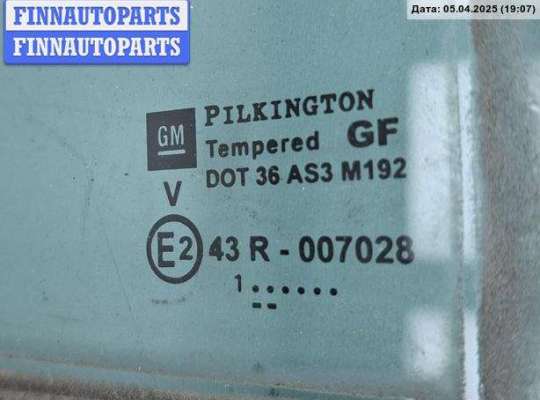 FINNAUTOPARTS
FINNAUTOPARTS
FINNAUTOPARTS
Дата: 05.04.2025 (19:07)
GM
PILKINGTON
Tempered GF
DOT 36 AS3 M192
V
E2 43 R - 007028
1......
--